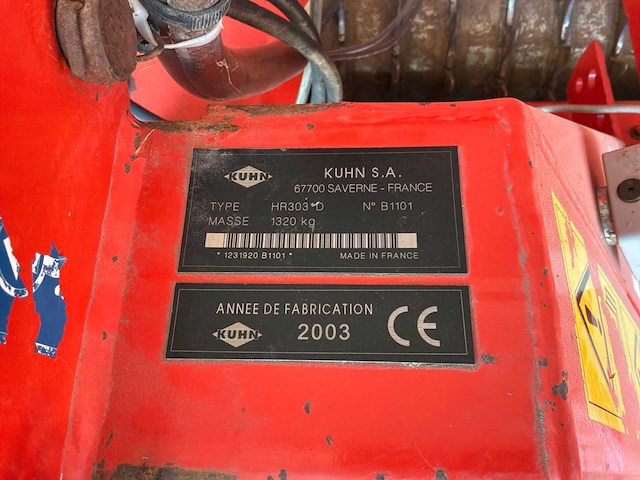 KUHN KUHN S.A.
67700 SAVERNE - FRANCE
TYPE HR303*D N° B1101
MASSE 1320 kg
* 1231920 B1101 * MADE IN FRANCE
ANNEE DE FABRICATION
KUHN 2003 CE